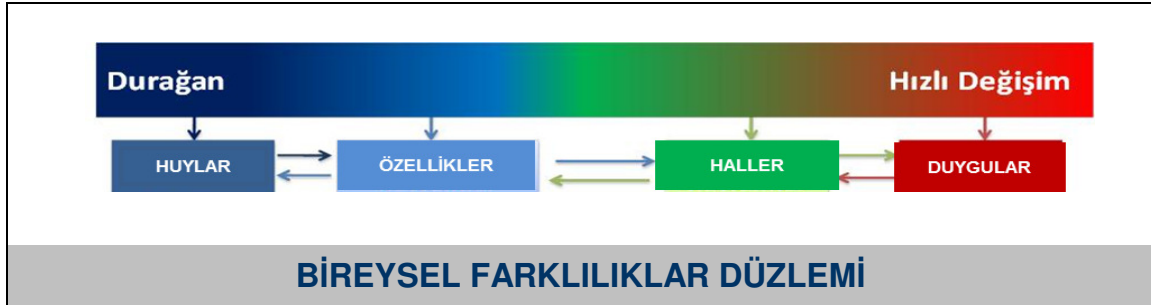 Durağan Hızlı Değişim
HUYLAR ÖZELLİKLER HALLER DUYGULAR
BİREYSEL FARKLILIKLAR DÜZLEMİ